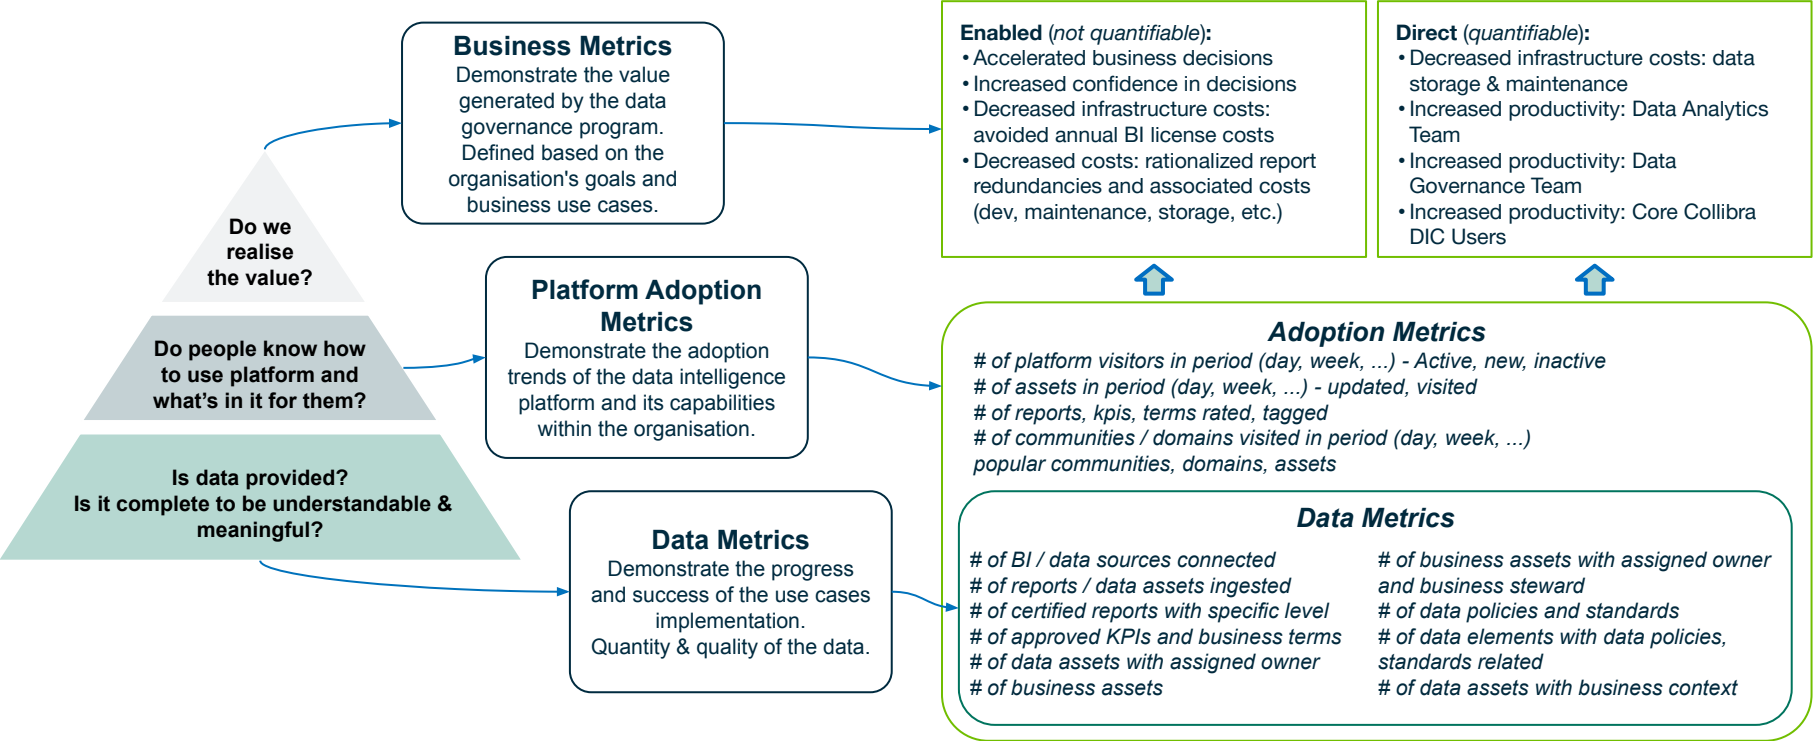 Do we
realise
the value?
Do people know how
to use platform and
what's in it for them?
Is data provided?
Is it complete to be understandable &
meaningful?
Business Metrics
Demonstrate the value
generated by the data
governance program.
Defined based on the
organisation's goals and
business use cases.
Platform Adoption
Metrics
Demonstrate the adoption
trends of the data intelligence
platform and its capabilities
within the organisation.
Data Metrics
Demonstrate the progress
and success of the use cases
implementation.
Quantity & quality of the data.
Enabled (not quantifiable):
• Accelerated business decisions
• Increased confidence in decisions
• Decreased infrastructure costs:
avoided annual BI license costs
• Decreased costs: rationalized report
redundancies and associated costs
(dev, maintenance, storage, etc.)
Direct (quantifiable):
• Decreased infrastructure costs: data
storage & maintenance
• Increased productivity: Data Analytics
Team
• Increased productivity: Data
Governance Team
• Increased productivity: Core Collibra
DIC Users
Adoption Metrics
# of platform visitors in period (day, week, ...) - Active, new, inactive
# of assets in period (day, week, ...) - updated, visited
# of reports, kpis, terms rated, tagged
# of communities / domains visited in period (day, week, ...)
popular communities, domains, assets
Data Metrics
# of BI / data sources connected
# of reports / data assets ingested
# of certified reports with specific level
# of approved KPIs and business terms
# of data assets with assigned owner
# of business assets
# of business assets with assigned owner
and business steward
# of data policies and standards
# of data elements with data policies,
standards related
# of data assets with business context